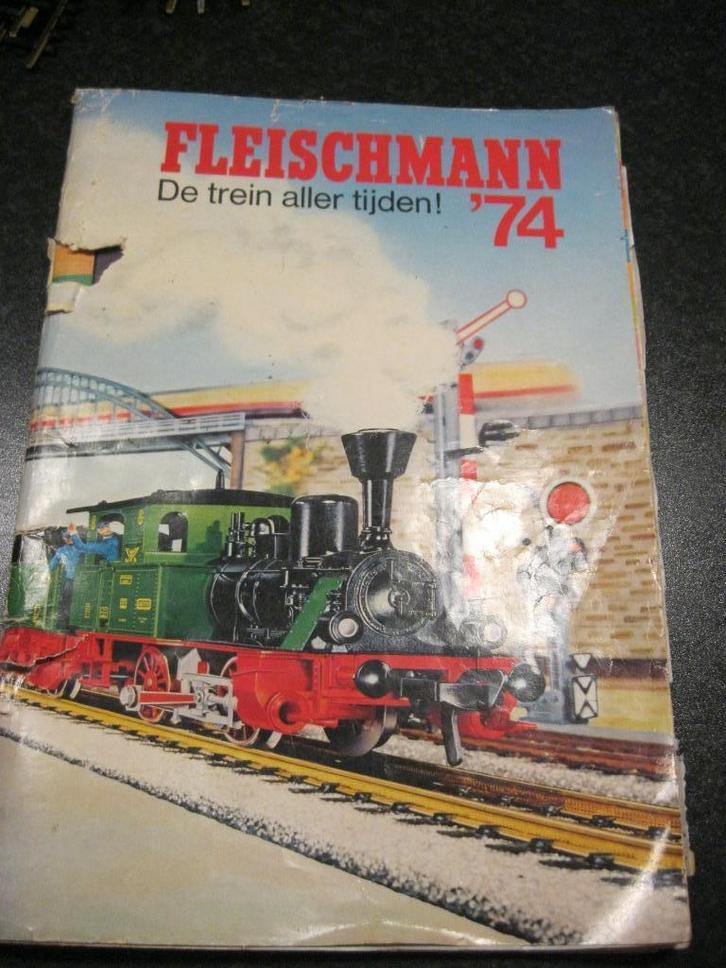 FLEISCHMANN
De trein aller tijden!
'74